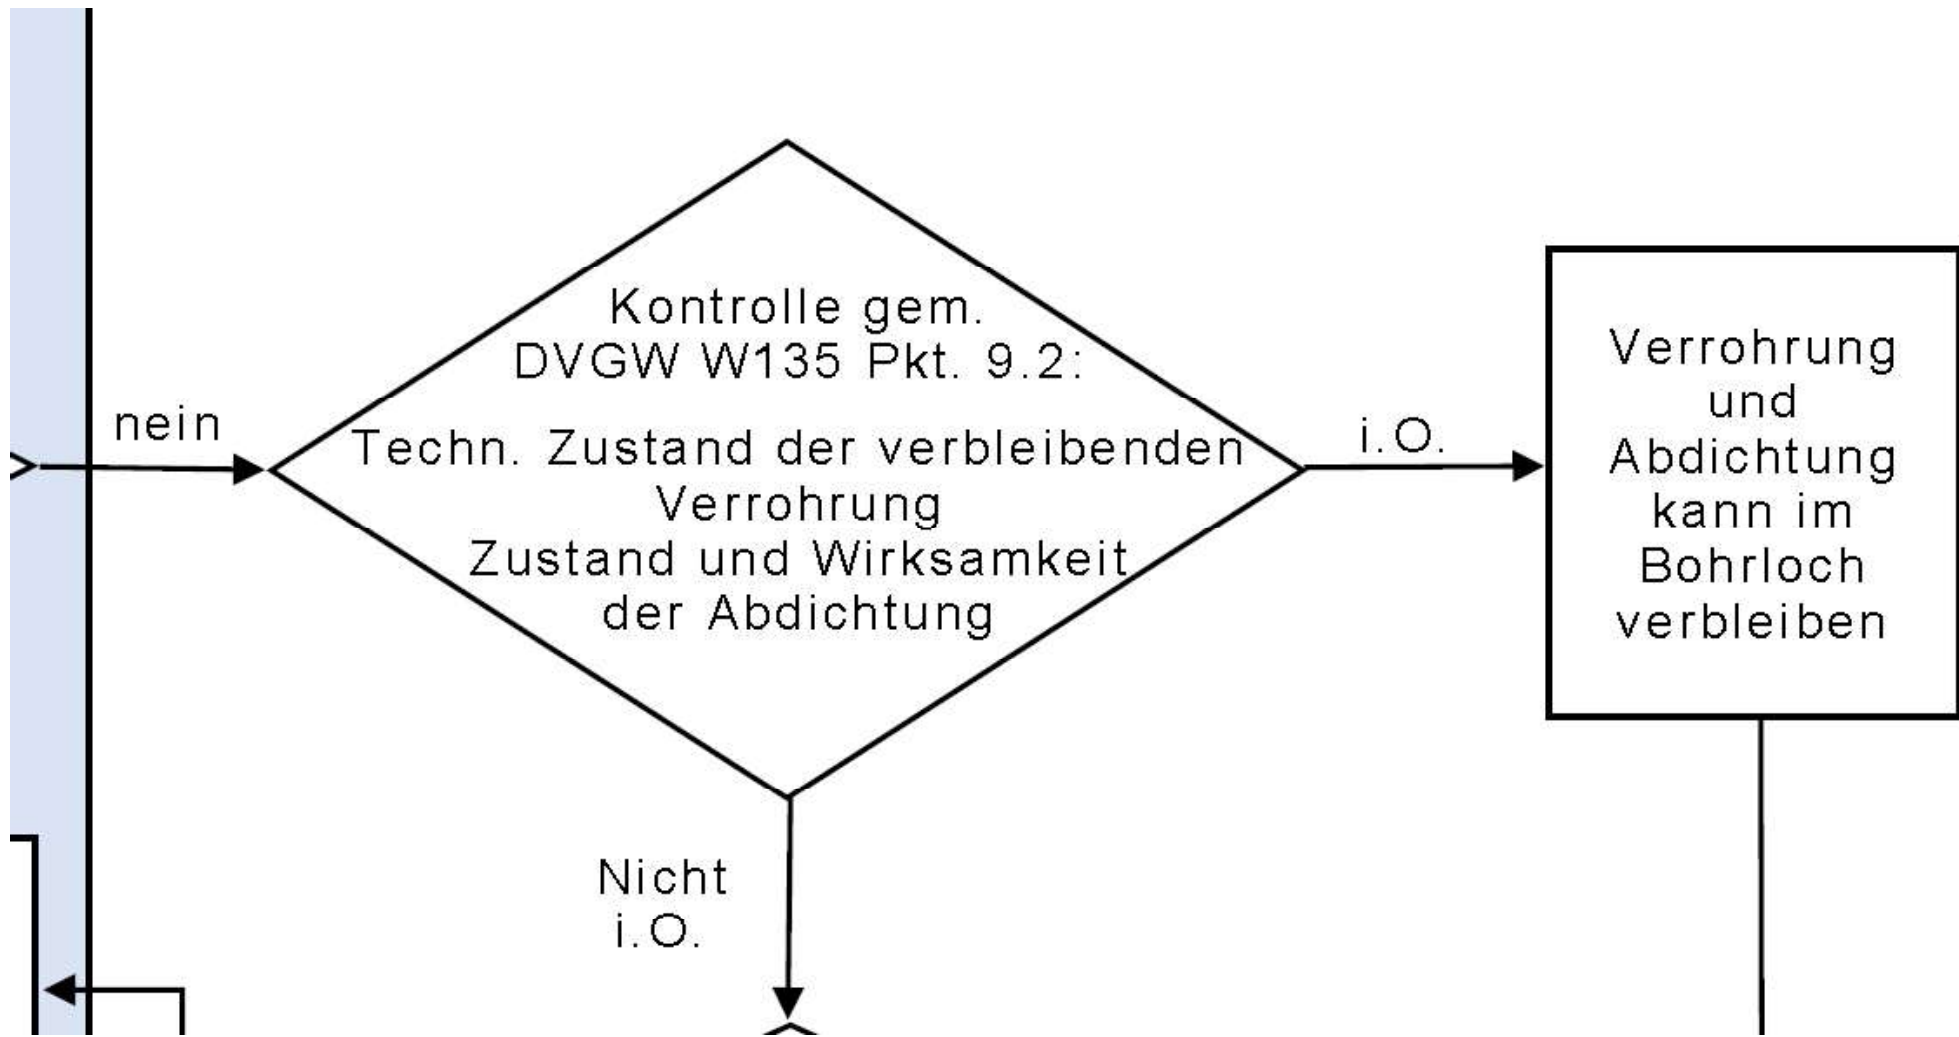 nein
Kontrolle gem.
DVGW W135 Pkt. 9.2:
Techn. Zustand der verbleibenden
Verrohrung
Zustand und Wirksamkeit
der Abdichtung
i.O.
Verrohrung
und
Abdichtung
kann im
Bohrloch
verbleiben
Nicht
i.O.